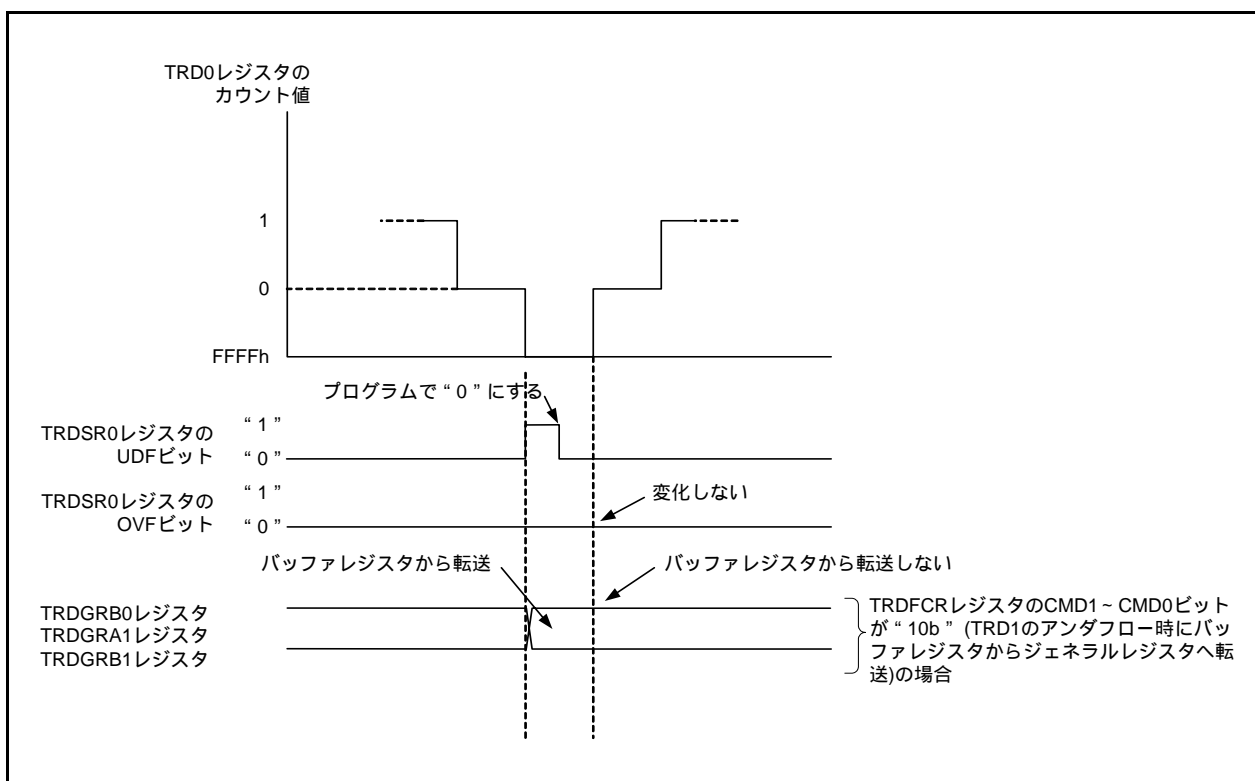 TRD0レジスタの
カウント値
1
0
FFFFh
プログラムで“0”にする
TRDSR0レジスタの
UDFビット
“1”
“0”
TRDSR0レジスタの
OVFビット
“1”
“0”
変化しない
バッファレジスタから転送
バッファレジスタから転送しない
TRDGRB0レジスタ
TRDGRA1レジスタ
TRDGRB1レジスタ
TRDFCRレジスタのCMD1~CMD0ビット
が“10b”(TRD1のアンダフロー時にバッ
ファレジスタからジェネラルレジスタへ転
送)の場合